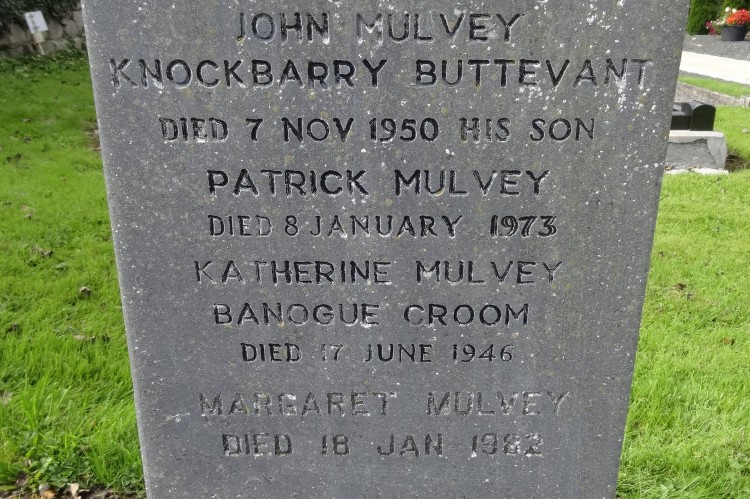 JOHN MULVEY
KNOCKBARRY BUTTEVANT
DIED 7 NOV 1950 HIS SON
PATRICK MULVEY
DIED 8 JANUARY 1973
KATHERINE MULVEY
BANOGUE CROOM
DIED 17 JUNE 1946
MARGARET MULVEY
DIED 18 JAN 1982